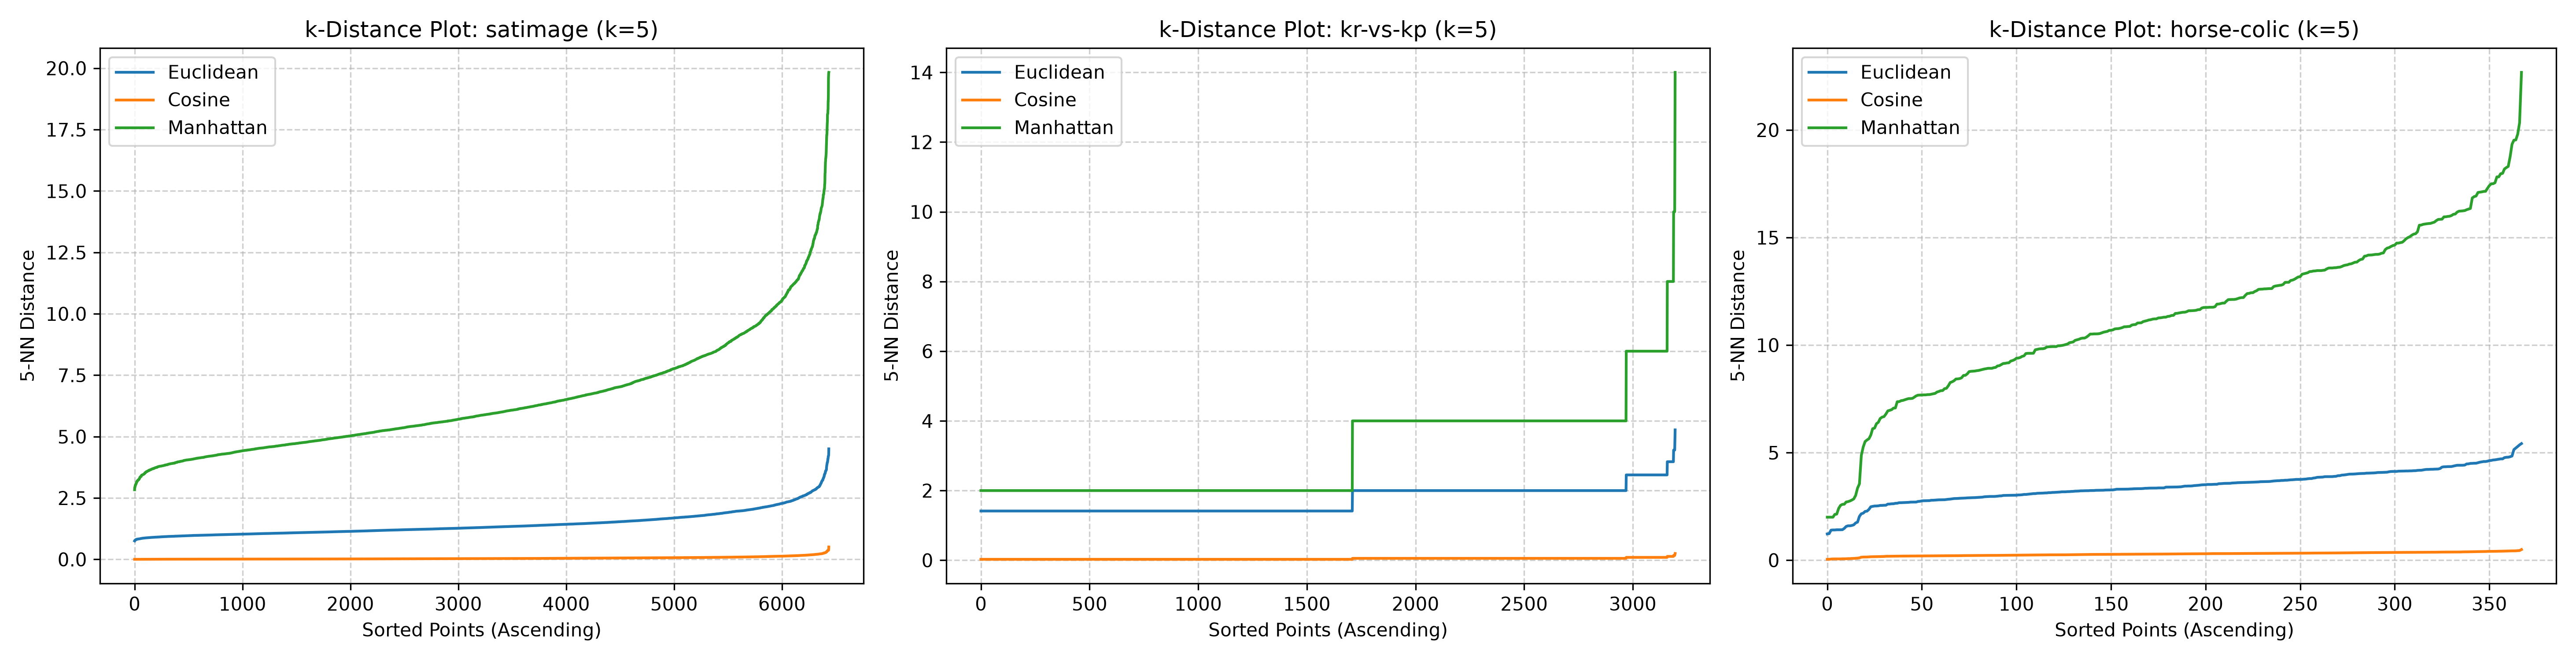 k-Distance Plot: satimage (k=5)
Euclidean
Cosine
Manhattan
20.0
17.5
15.0
12.5
10.0
7.5
5.0
2.5
0.0
5-NN Distance
0 1000 2000 3000 4000 5000 6000
Sorted Points (Ascending)
k-Distance Plot: kr-vs-kp (k=5)
Euclidean
Cosine
Manhattan
14
12
10
8
6
4
2
0
5-NN Distance
0 500 1000 1500 2000 2500 3000
Sorted Points (Ascending)
k-Distance Plot: horse-colic (k=5)
Euclidean
Cosine
Manhattan
20
15
10
5
0
5-NN Distance
0 50 100 150 200 250 300 350
Sorted Points (Ascending)